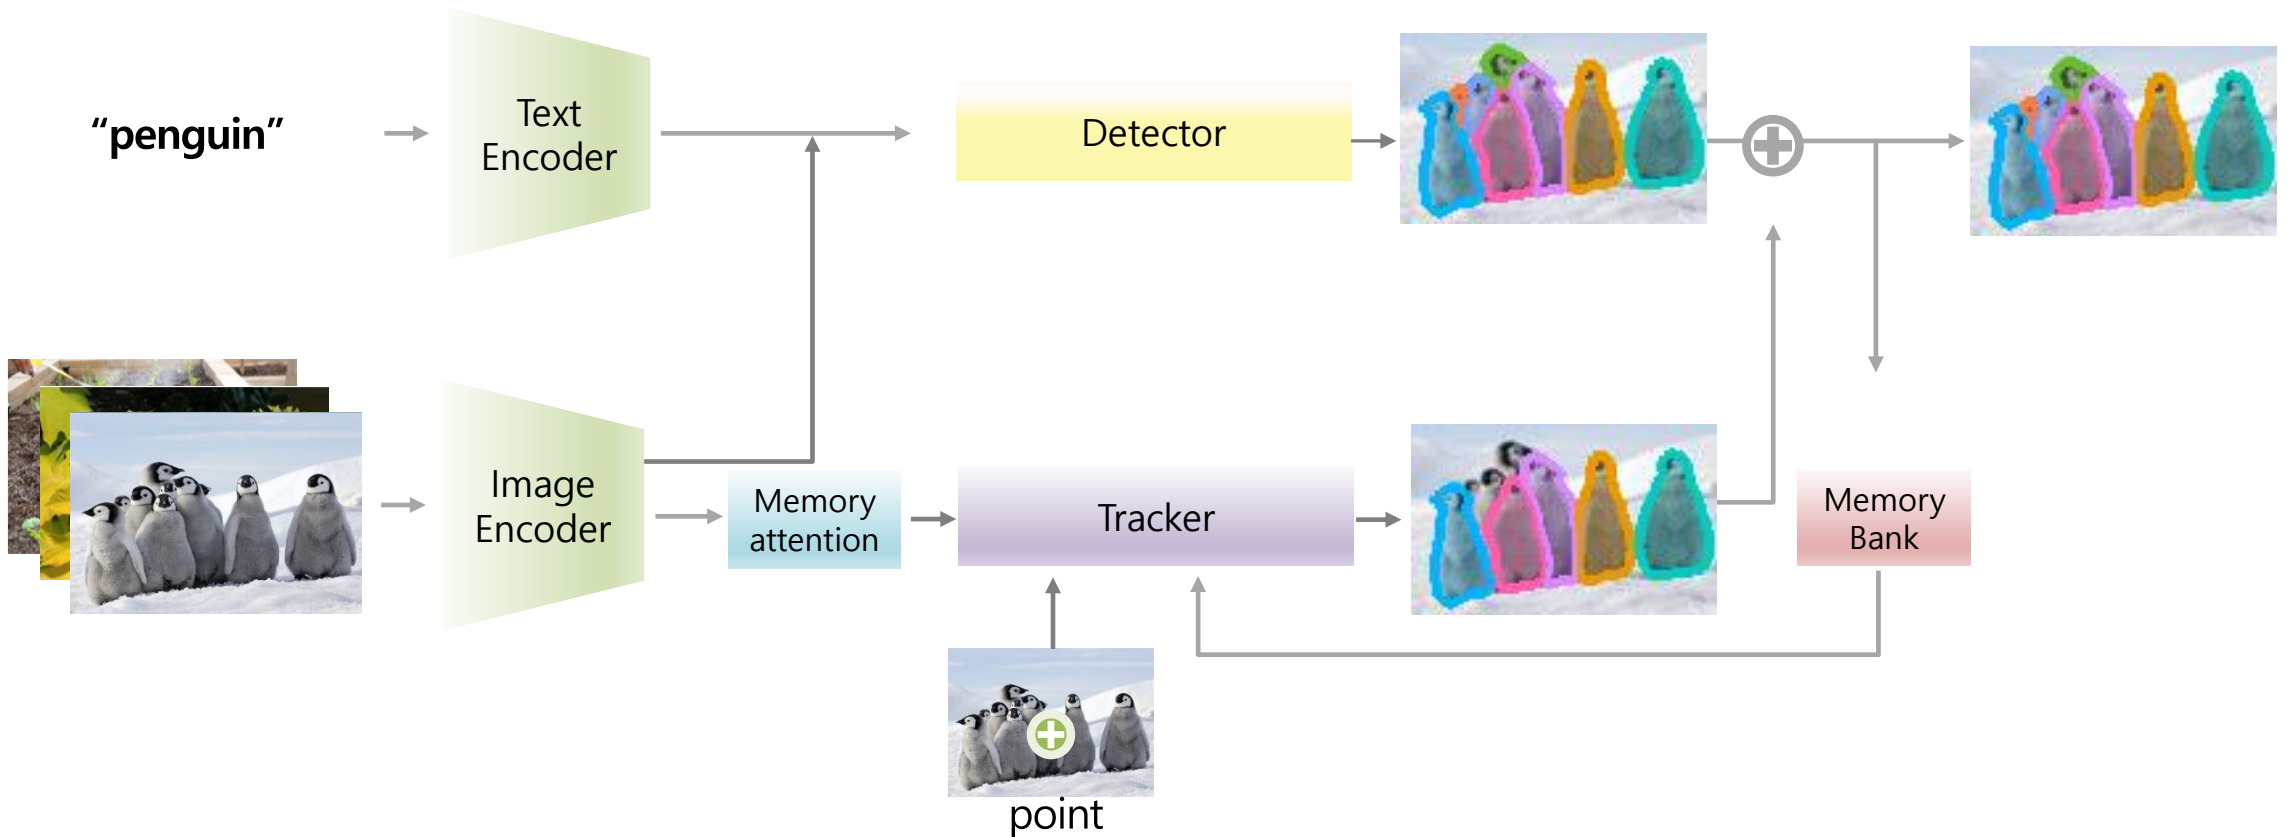 “penguin”
Text
Encoder
Detector
Image
Encoder
Memory
attention
Tracker
Memory
Bank
point